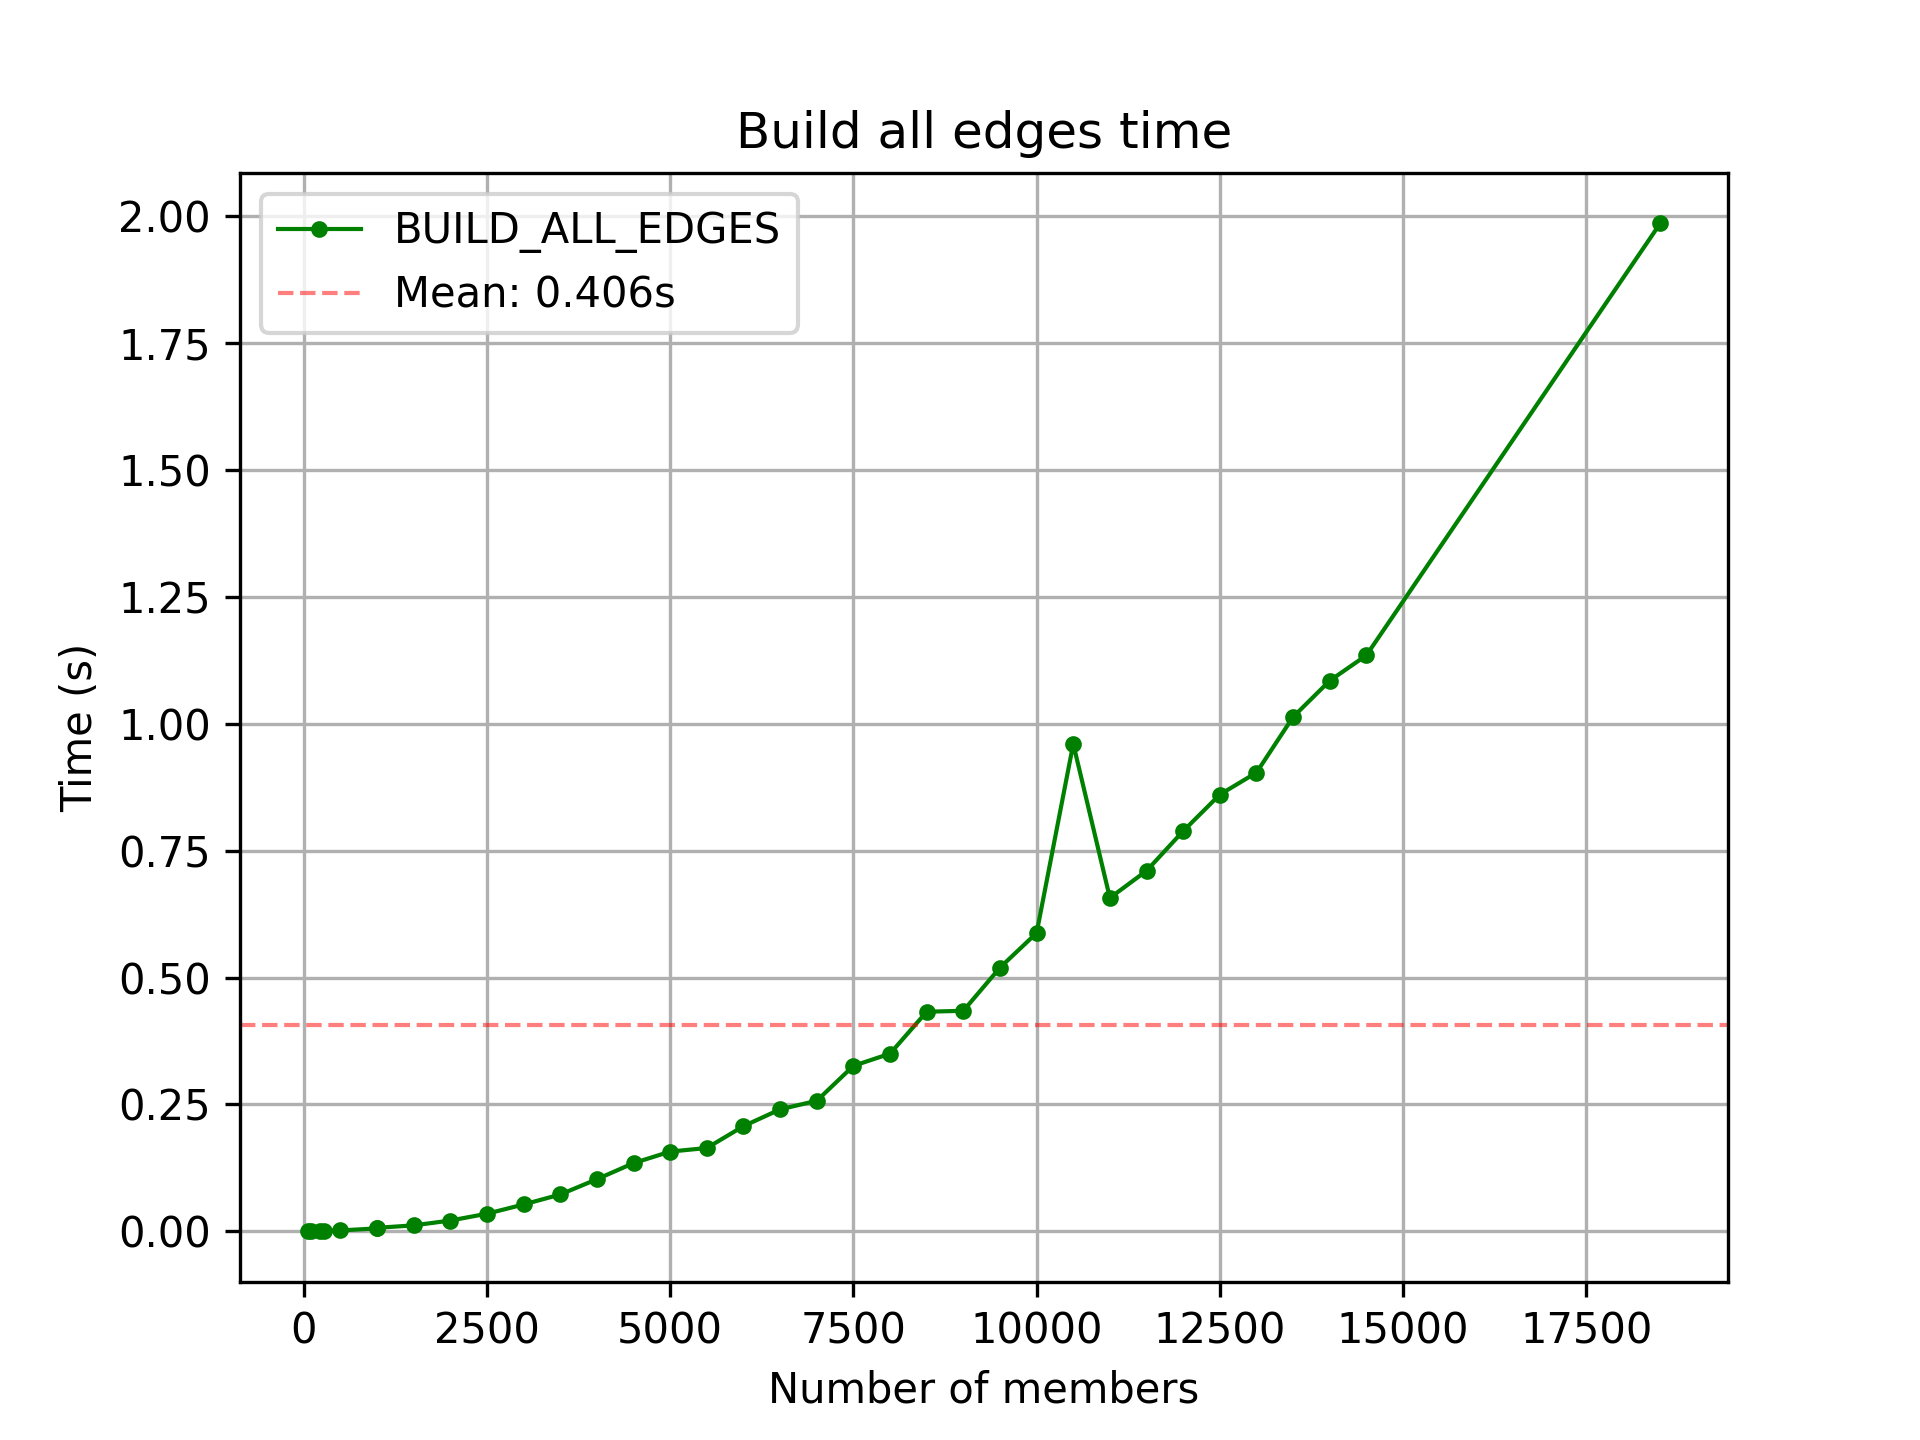 Build all edges time
BUILD_ALL_EDGES
Mean: 0.406s
2.00
1.75
1.50
1.25
1.00
0.75
0.50
0.25
0.00
Time (s)
0 2500 5000 7500 10000 12500 15000 17500
Number of members